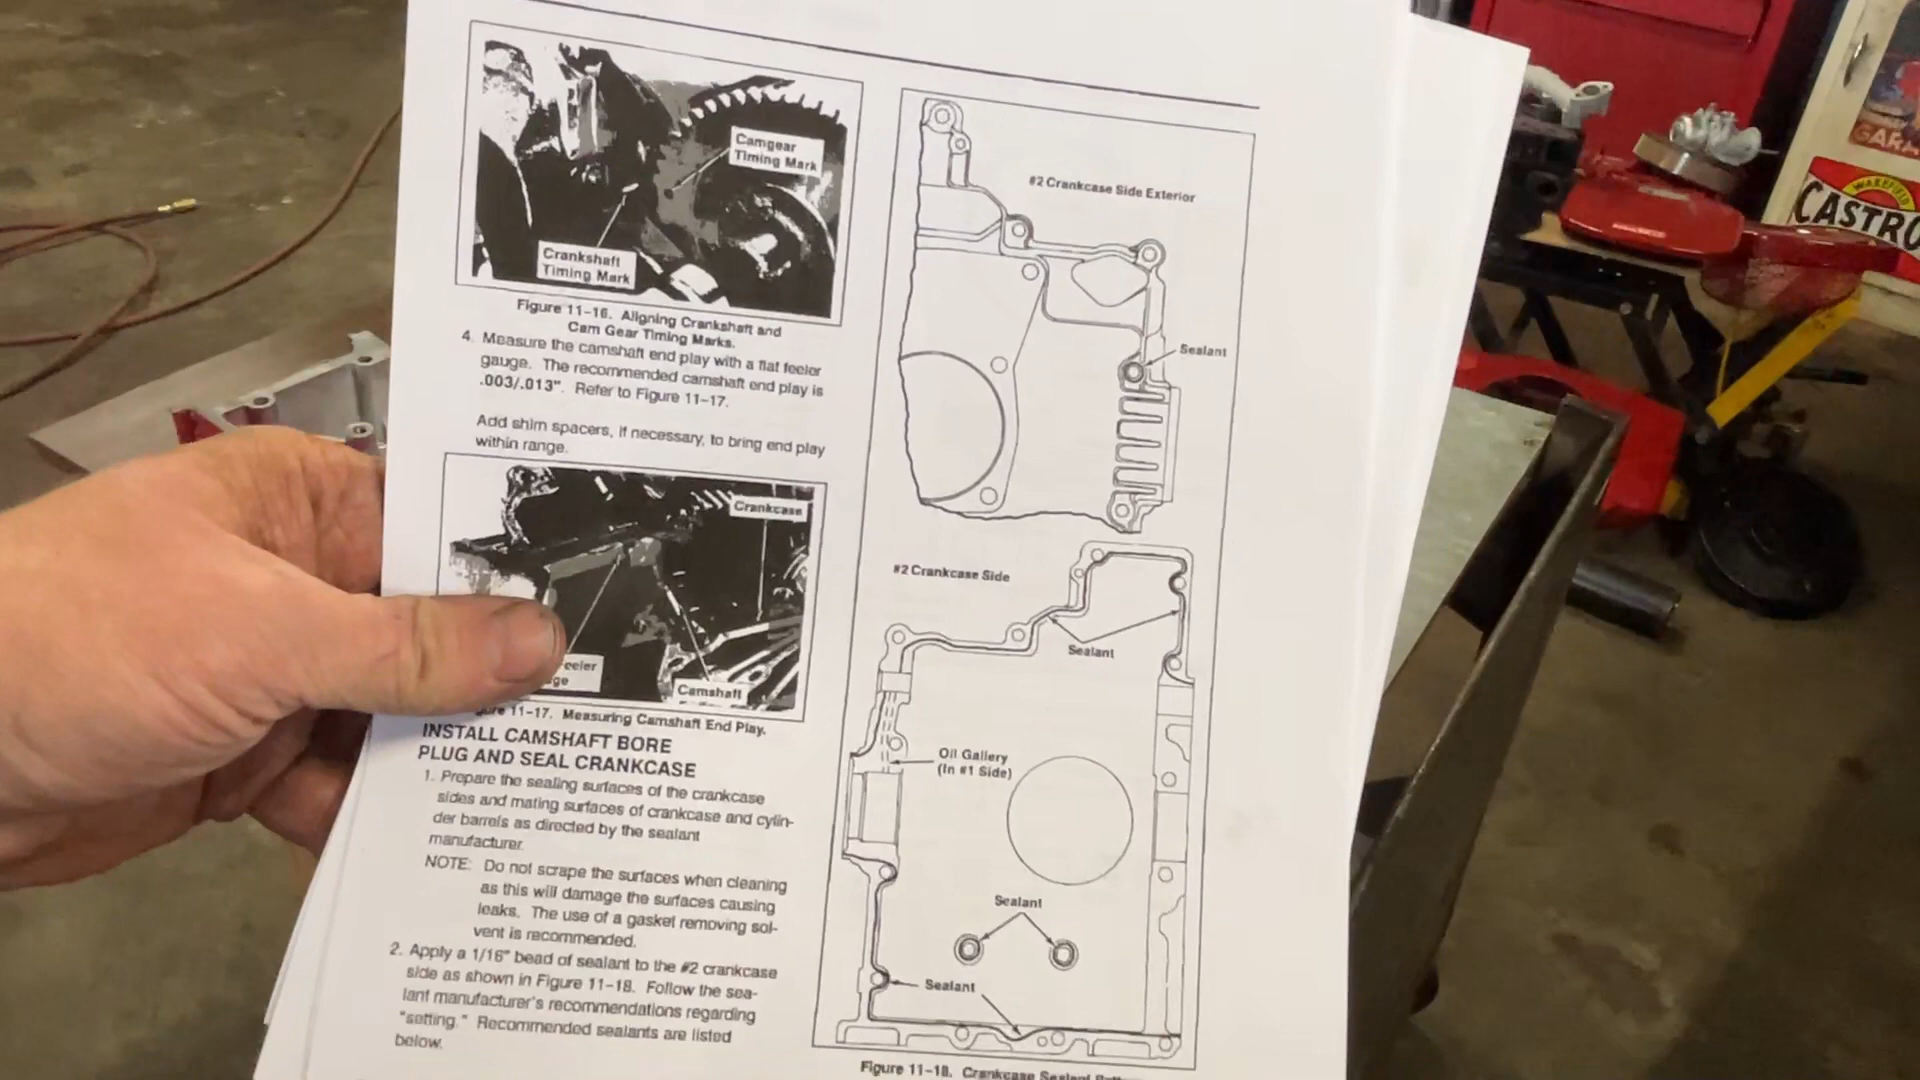 Camgear
Timing Mark
Crankshaft
Timing Mark
Figure 11-16. Aligning Crankshaft and
Cam Gear Timing Marks.
4. Measure the camshaft end play with a flat feeler
gauge. The recommended camshaft end play is
.003/.013". Refer to Figure 11-17.
Add shim spacers, if necessary, to bring end play
within range.
Crankcase
Camshaft
11-17. Measuring Camshaft End Play.
INSTALL CAMSHAFT BORE
PLUG AND SEAL CRANKCASE
1. Prepare the sealing surfaces of the crankcase
sides and mating surfaces of crankcase and cylin-
der barrels as directed by the sealant
manufacturer.
NOTE: Do not scrape the surfaces when cleaning
as this will damage the surfaces causing
leaks. The use of a gasket removing sol-
vent is recommended.
2. Apply a 1/16" bead of sealant to the #2 crankcase
side as shown in Figure 11-18. Follow the sea-
lant manufacturer's recommendations regarding
"setting." Recommended sealants are listed
below.
#2 Crankcase Side Exterior
Sealant
#2 Crankcase Side
Sealant
Oil Gallery
(In #1 Side)
Sealant
Sealant
Figure 11-18. Crankcase Sealant
WAKEFIELD
CASTRO